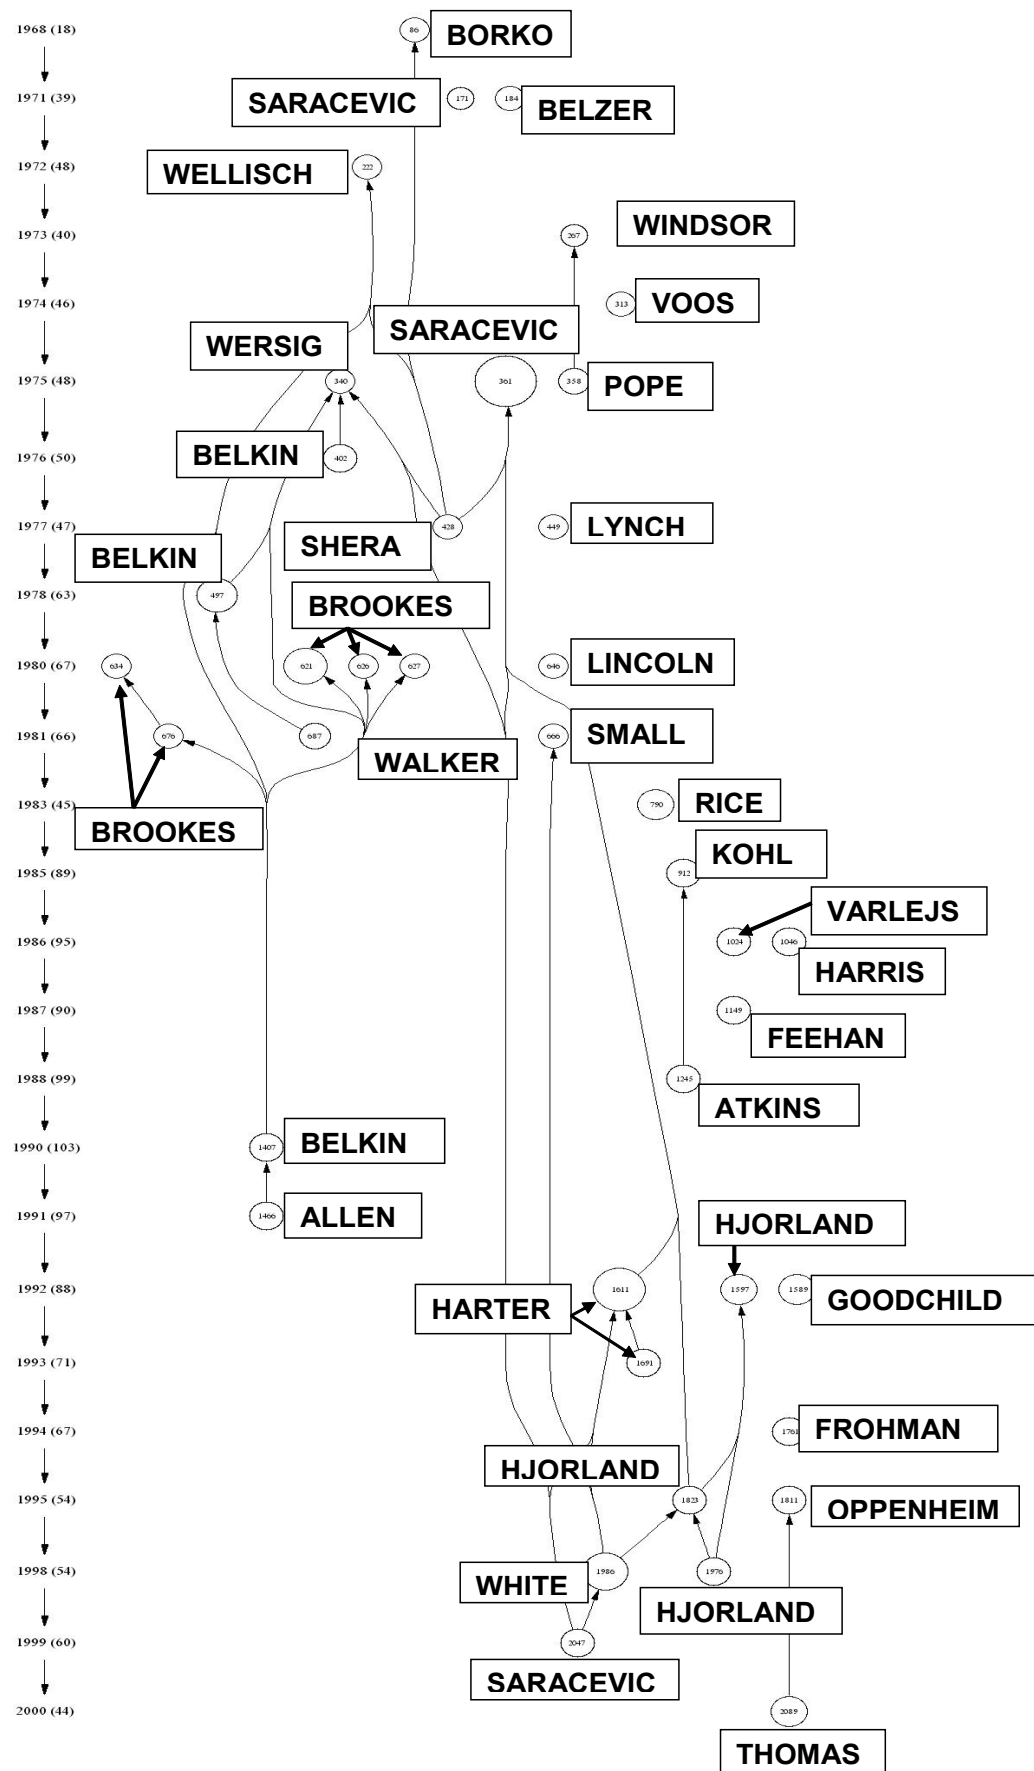 1968 (18)
86
BORKO
1971 (39)
SARACEVIC
171
184
BELZER
1972 (48)
WELLISCH
222
1973 (40)
267
WINDSOR
1974 (46)
313
VOOS
SARACEVIC
WERSIG
1975 (48)
340
361
358
POPE
1976 (50)
BELKIN
402
1977 (47)
SHERA
428
449
LYNCH
BELKIN
1978 (63)
497
BROOKES
1980 (67)
634
621
626
627
646
LINCOLN
1981 (66)
676
687
WALKER
666
SMALL
1983 (45)
BROOKES
790
RICE
KOHL
1985 (89)
912
VARLEJS
1986 (95)
1024
1046
HARRIS
1987 (90)
1149
FEEHAN
1988 (99)
1245
ATKINS
1990 (103)
1407
BELKIN
1991 (97)
1466
ALLEN
HJORLAND
1992 (88)
HARTER
1611
1597
1589
GOODCHILD
1993 (71)
1691
1994 (67)
1761
FROHMAN
HJORLAND
1995 (54)
1823
1811
OPPENHEIM
1998 (54)
WHITE
1986
1976
HJORLAND
1999 (60)
2047
SARACEVIC
2000 (44)
2089
THOMAS